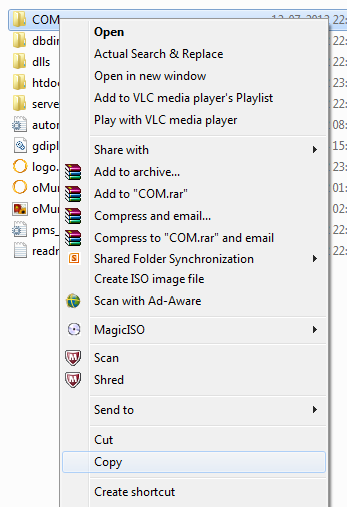 COM
12-07-2013 22:
Open
dbdir
Actual Search & Replace
22:
dlls
Open in new window
22:
htdoc
Add to VLC media player's Playlist
22:
serve
Play with VLC media player
22:
autor
08:
gdipl
Share with
15:
logo.
Add to archive...
23:
oMu
Add to "COM.rar"
01:
oMu
Compress and email...
02:
pms_
Compress to "COM.rar" and email
22:
readr
Shared Folder Synchronization
22:
Create ISO image file
Scan with Ad-Aware
MagicISO
Scan
Shred
Send to
Cut
Copy
Create shortcut